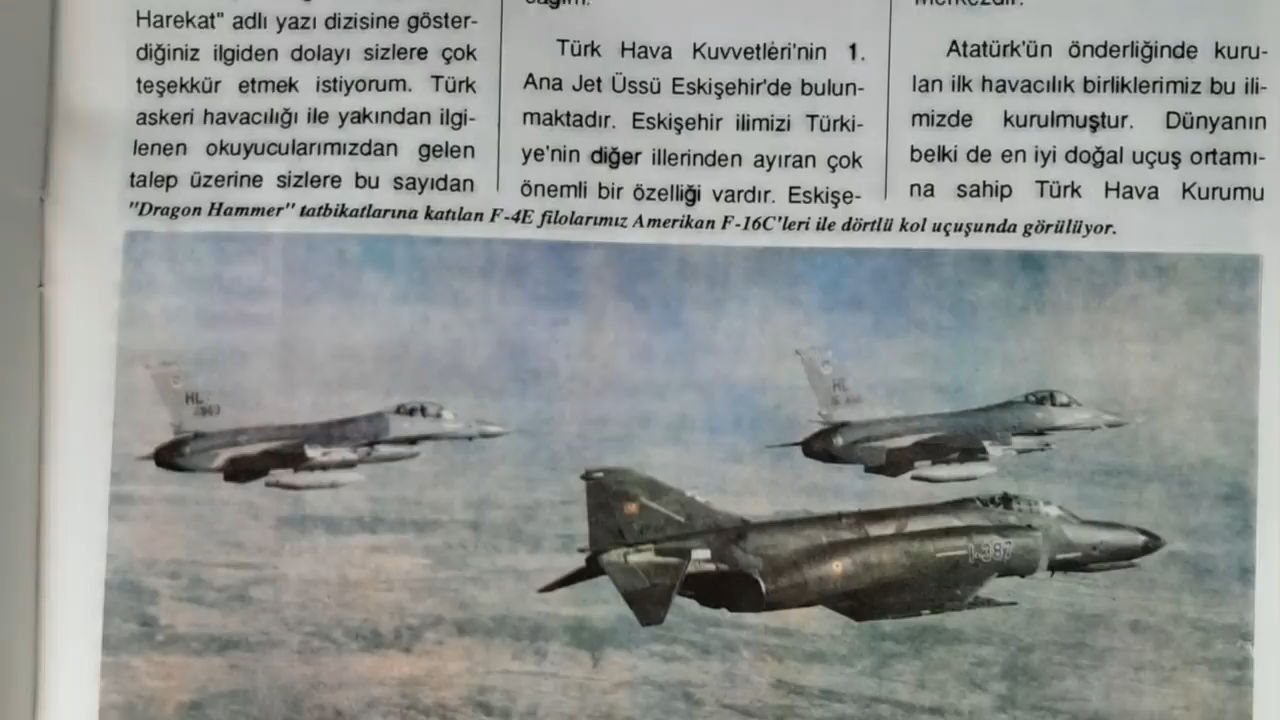 Harekat" adlı yazı dizisine göster-
diğiniz ilgiden dolayı sizlere çok
teşekkür etmek istiyorum. Türk
askeri havacılığı ile yakından ilgi-
lenen okuyucularımızdan gelen
talep üzerine sizlere bu sayıdan
Türk Hava Kuvvetleri'nin 1.
Ana Jet Üssü Eskişehir'de bulun-
maktadır. Eskişehir ilimizi Türki-
ye'nin diğer illerinden ayıran çok
önemli bir özelliği vardır. Eskişe-
Atatürk'ün önderliğinde kuru-
lan ilk havacılık birliklerimiz bu ili-
mizde kurulmuştur. Dünyanın
belki de en iyi doğal uçuş ortamı-
na sahip Türk Hava Kurumu
"Dragon Hammer" tatbikatlarına katılan F-4E filolarımız Amerikan F-16C'leri ile dörtlü kol uçuşunda görülüyor.
HL
HL
1-387